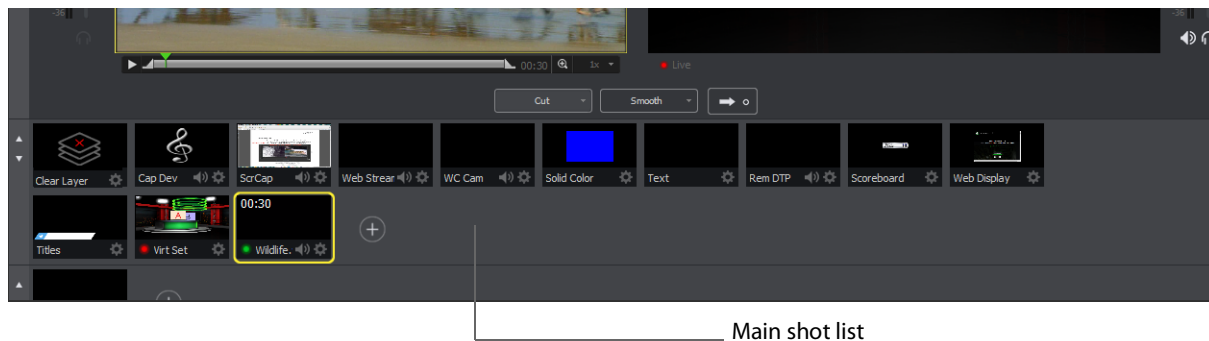 -36
-36
00:30 1x Live
Cut Smooth
Clear Layer Cap Dev ScrCap Web Strear WC Cam Solid Color Text Rem DTP Scoreboard Web Display
00:30
Titles Virt Set Wildlife.
Main shot list